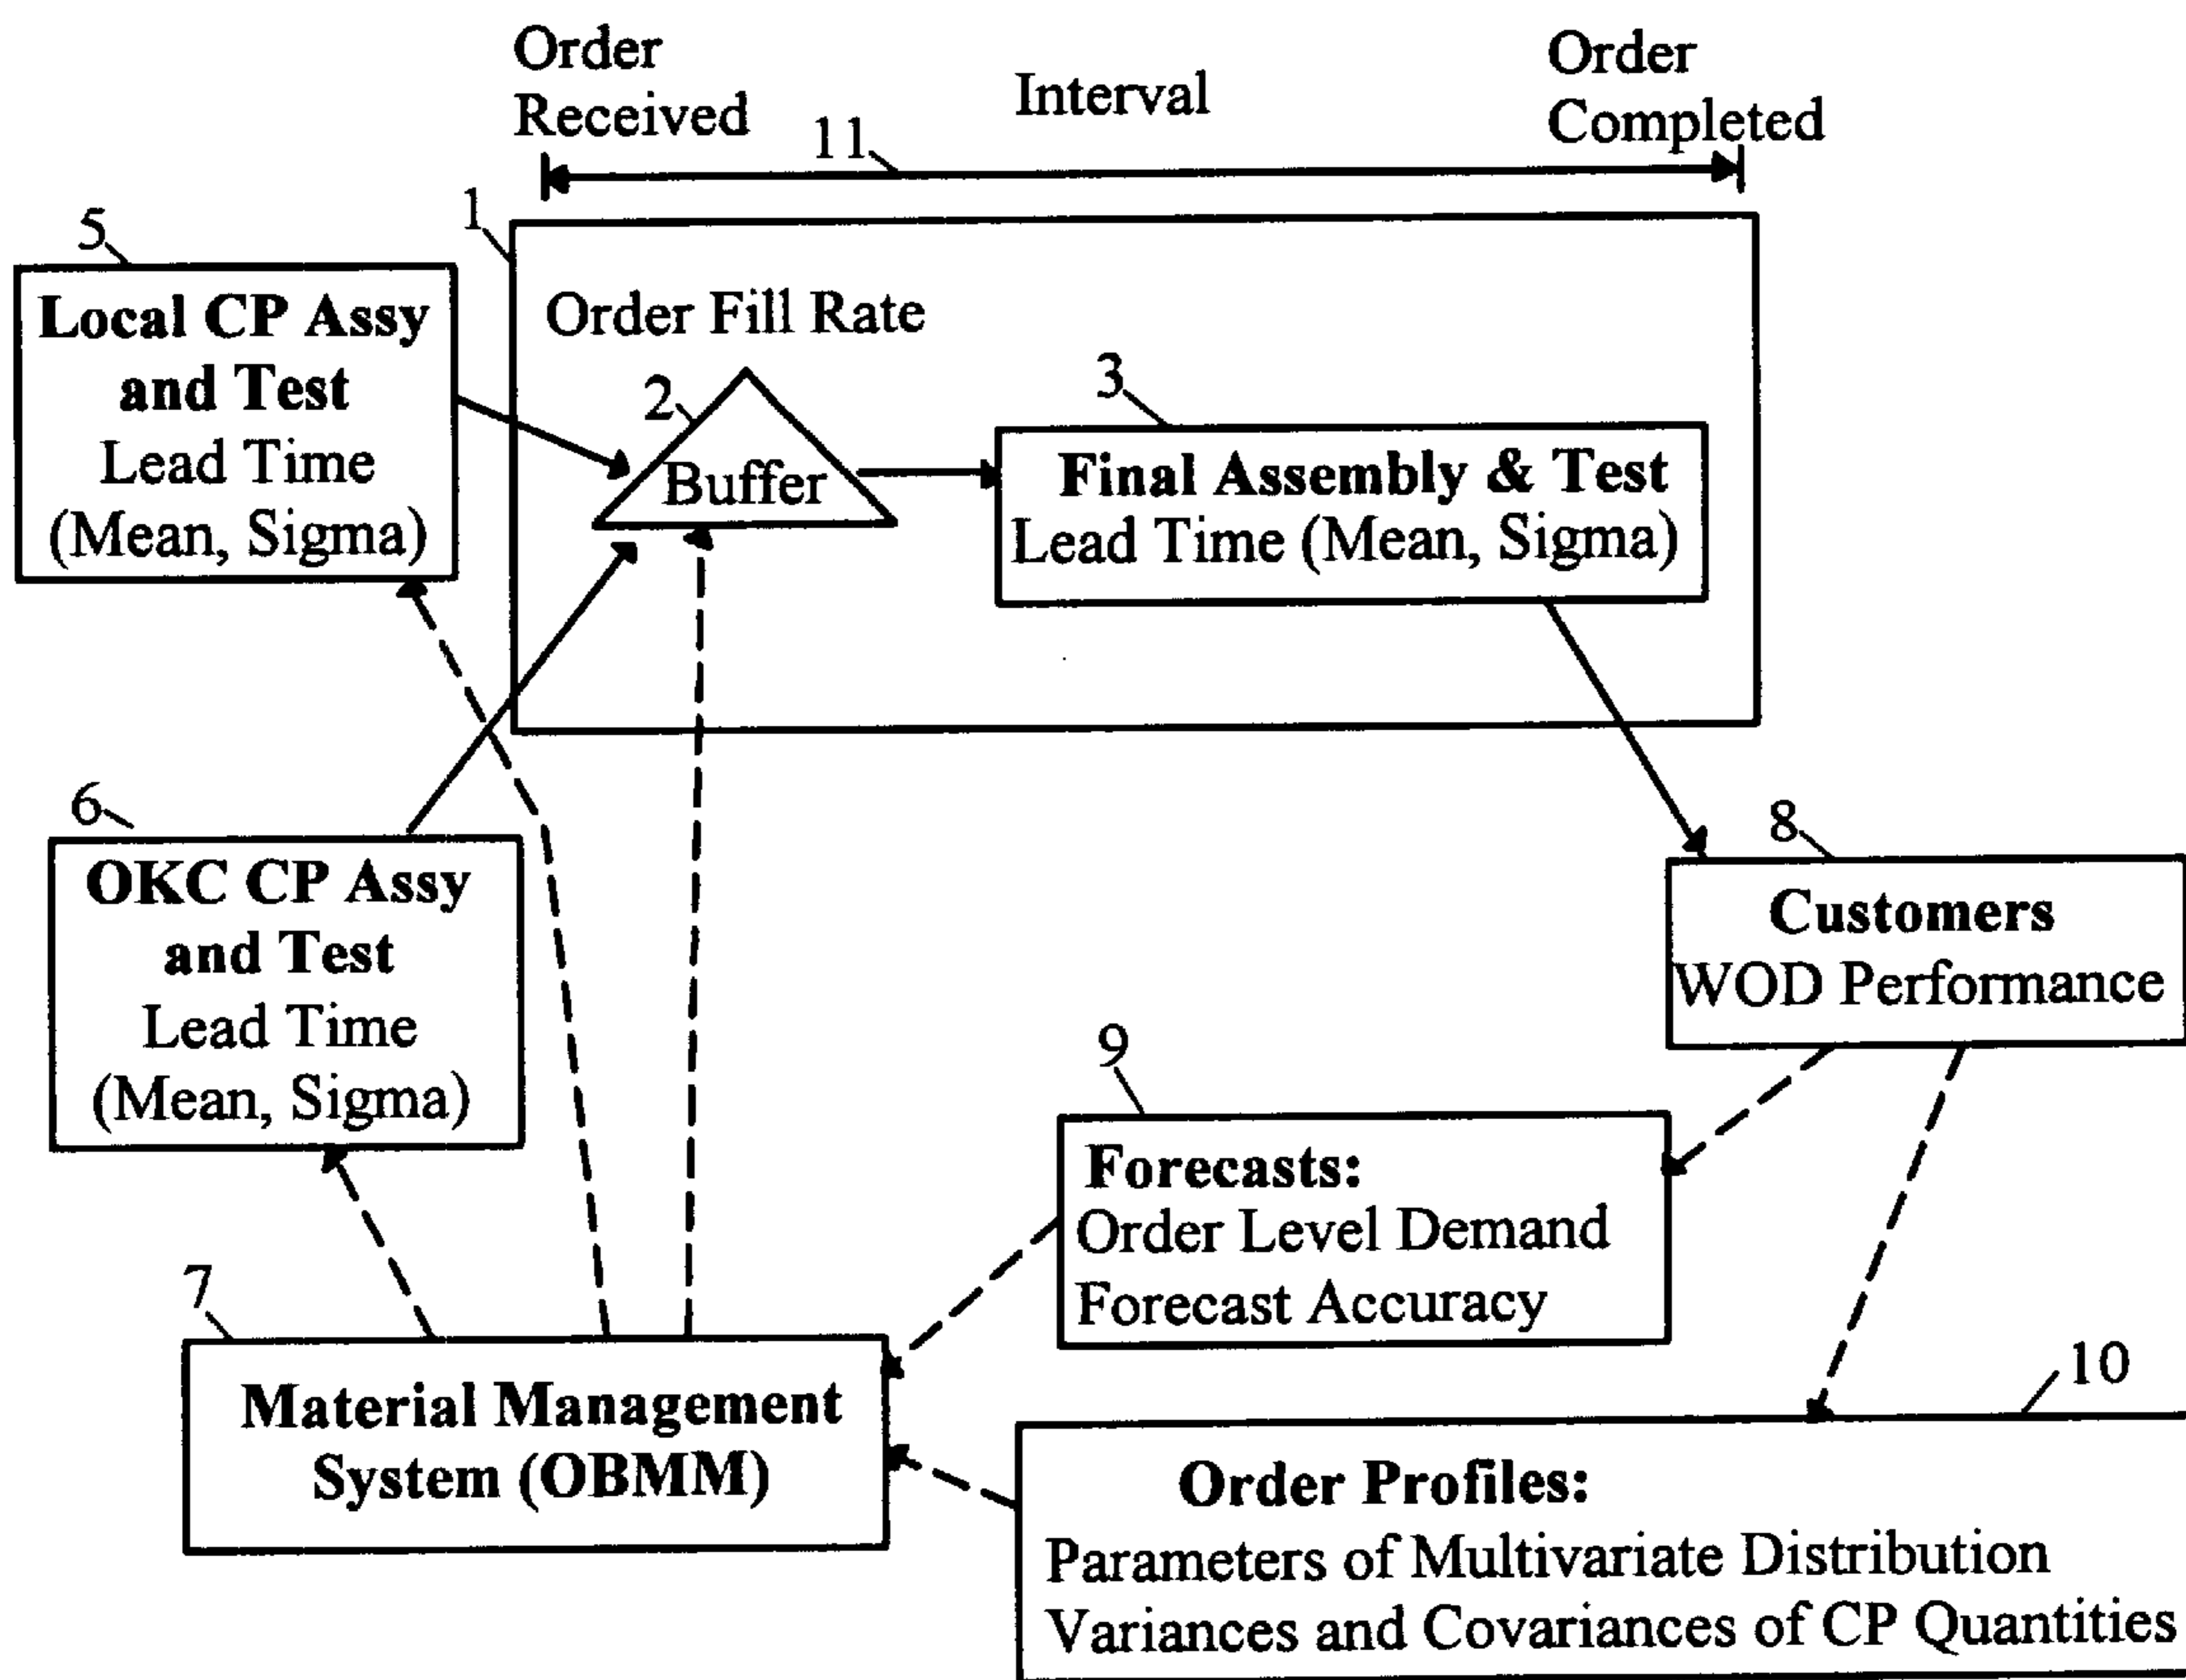 Order
Received
Interval
Order
Completed
11
1
5
Local CP Assy
and Test
Lead Time
(Mean, Sigma)
Order Fill Rate
2
Buffer
3
Final Assembly & Test
Lead Time (Mean, Sigma)
6
OKC CP Assy
and Test
Lead Time
(Mean, Sigma)
8
Customers
WOD Performance
9
Forecasts:
Order Level Demand
Forecast Accuracy
7
Material Management
System (OBMM)
10
Order Profiles:
Parameters of Multivariate Distribution
Variances and Covariances of CP Quantities